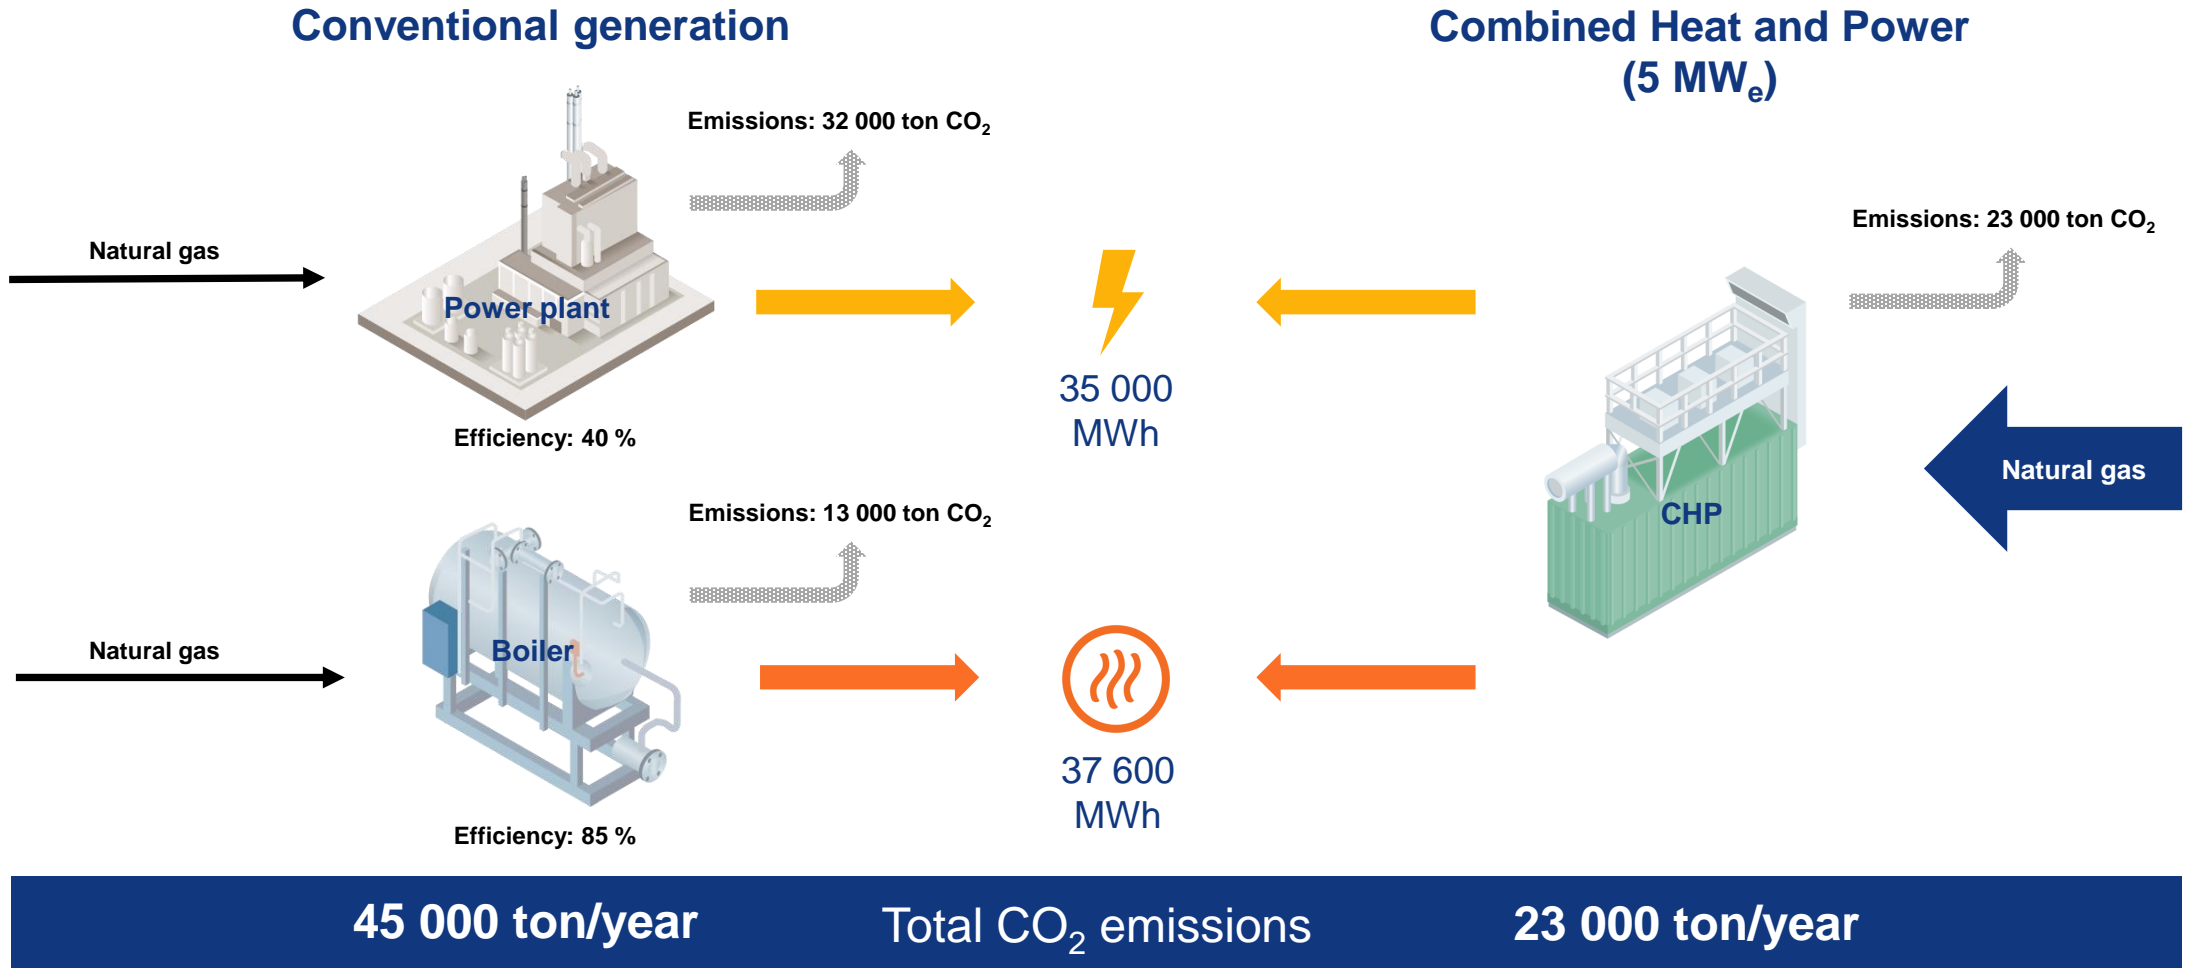 Conventional generation
Combined Heat and Power
(5 MWₑ)
Emissions: 32 000 ton CO₂
Natural gas
Power plant
Efficiency: 40 %
35 000
MWh
Emissions: 23 000 ton CO₂
Natural gas
CHP
Emissions: 13 000 ton CO₂
Natural gas
Boiler
Efficiency: 85 %
37 600
MWh
45 000 ton/year
Total CO₂ emissions
23 000 ton/year